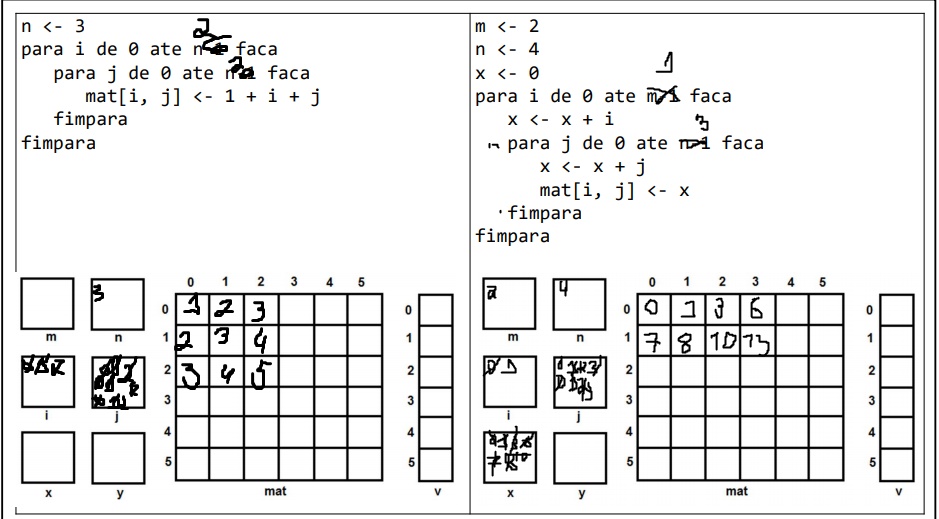 n <- 3
2
para i de 0 ate n-1 faca
2
para j de 0 ate n-1 faca
mat[i, j] <- 1 + i + j
fimpara
fimpara
0 1 2 3 4 5
3
m n
i j
x y
0 1 2 3
1 2 3 4
2 3 4 5
3
4
5
mat
0
1
2
3
4
5
v
m <- 2
n <- 4
x <- 0
1
para i de 0 ate m-1 faca
x <- x + i
3
para j de 0 ate n-1 faca
x <- x + j
mat[i, j] <- x
fimpara
fimpara
0 1 2 3 4 5
2 4
m n
0 1
i j
x y
0 0 1 3 6
1 7 8 10 13
2
3
4
5
mat
0
1
2
3
4
5
v